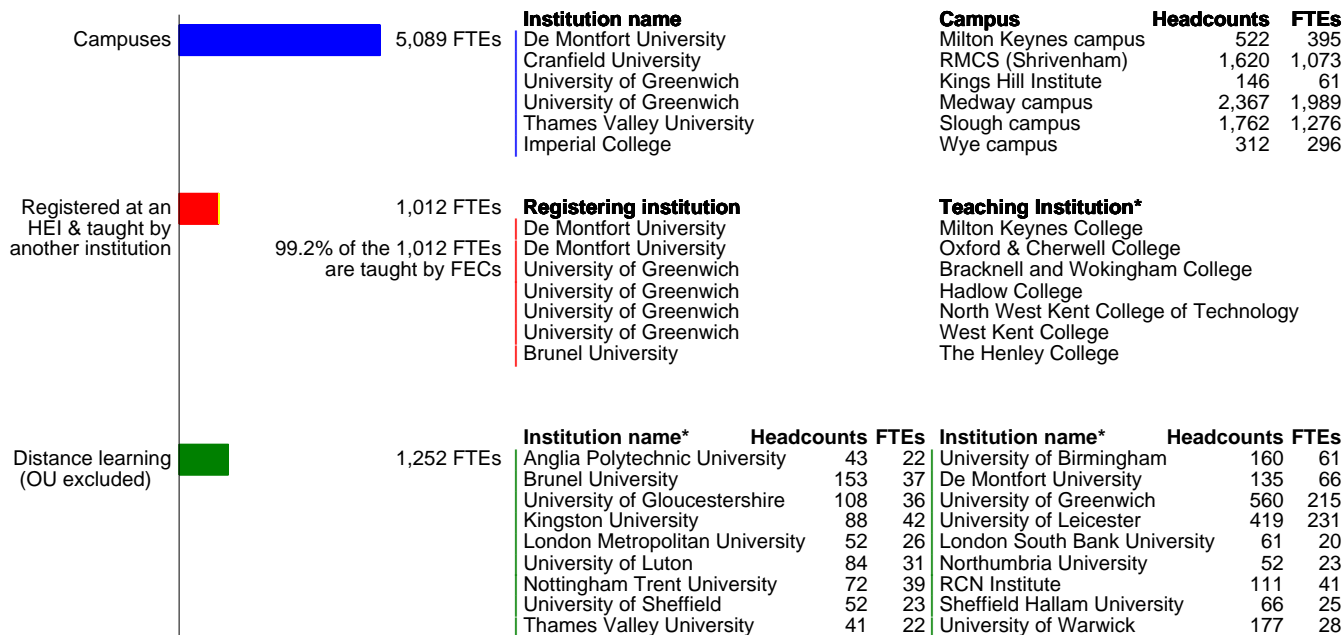 Institution name Campus Headcounts FTEs
Campuses 5,089 FTEs De Montfort University Milton Keynes campus 522 395
Cranfield University RMCS (Shrivenham) 1,620 1,073
University of Greenwich Kings Hill Institute 146 61
University of Greenwich Medway campus 2,367 1,989
Thames Valley University Slough campus 1,762 1,276
Imperial College Wye campus 312 296
Registered at an 1,012 FTEs Registering institution Teaching Institution*
HEI & taught by De Montfort University Milton Keynes College
another institution 99.2% of the 1,012 FTEs De Montfort University Oxford & Cherwell College
are taught by FECs University of Greenwich Bracknell and Wokingham College
University of Greenwich Hadlow College
University of Greenwich North West Kent College of Technology
University of Greenwich West Kent College
Brunel University The Henley College
Institution name* Headcounts FTEs Institution name* Headcounts FTEs
Distance learning 1,252 FTEs Anglia Polytechnic University 43 22 University of Birmingham 160 61
(OU excluded) Brunel University 153 37 De Montfort University 135 66
University of Gloucestershire 108 36 University of Greenwich 560 215
Kingston University 88 42 University of Leicester 419 231
London Metropolitan University 52 26 London South Bank University 61 20
University of Luton 84 31 Northumbria University 52 23
Nottingham Trent University 72 39 RCN Institute 111 41
University of Sheffield 52 23 Sheffield Hallam University 66 25
Thames Valley University 41 22 University of Warwick 177 28